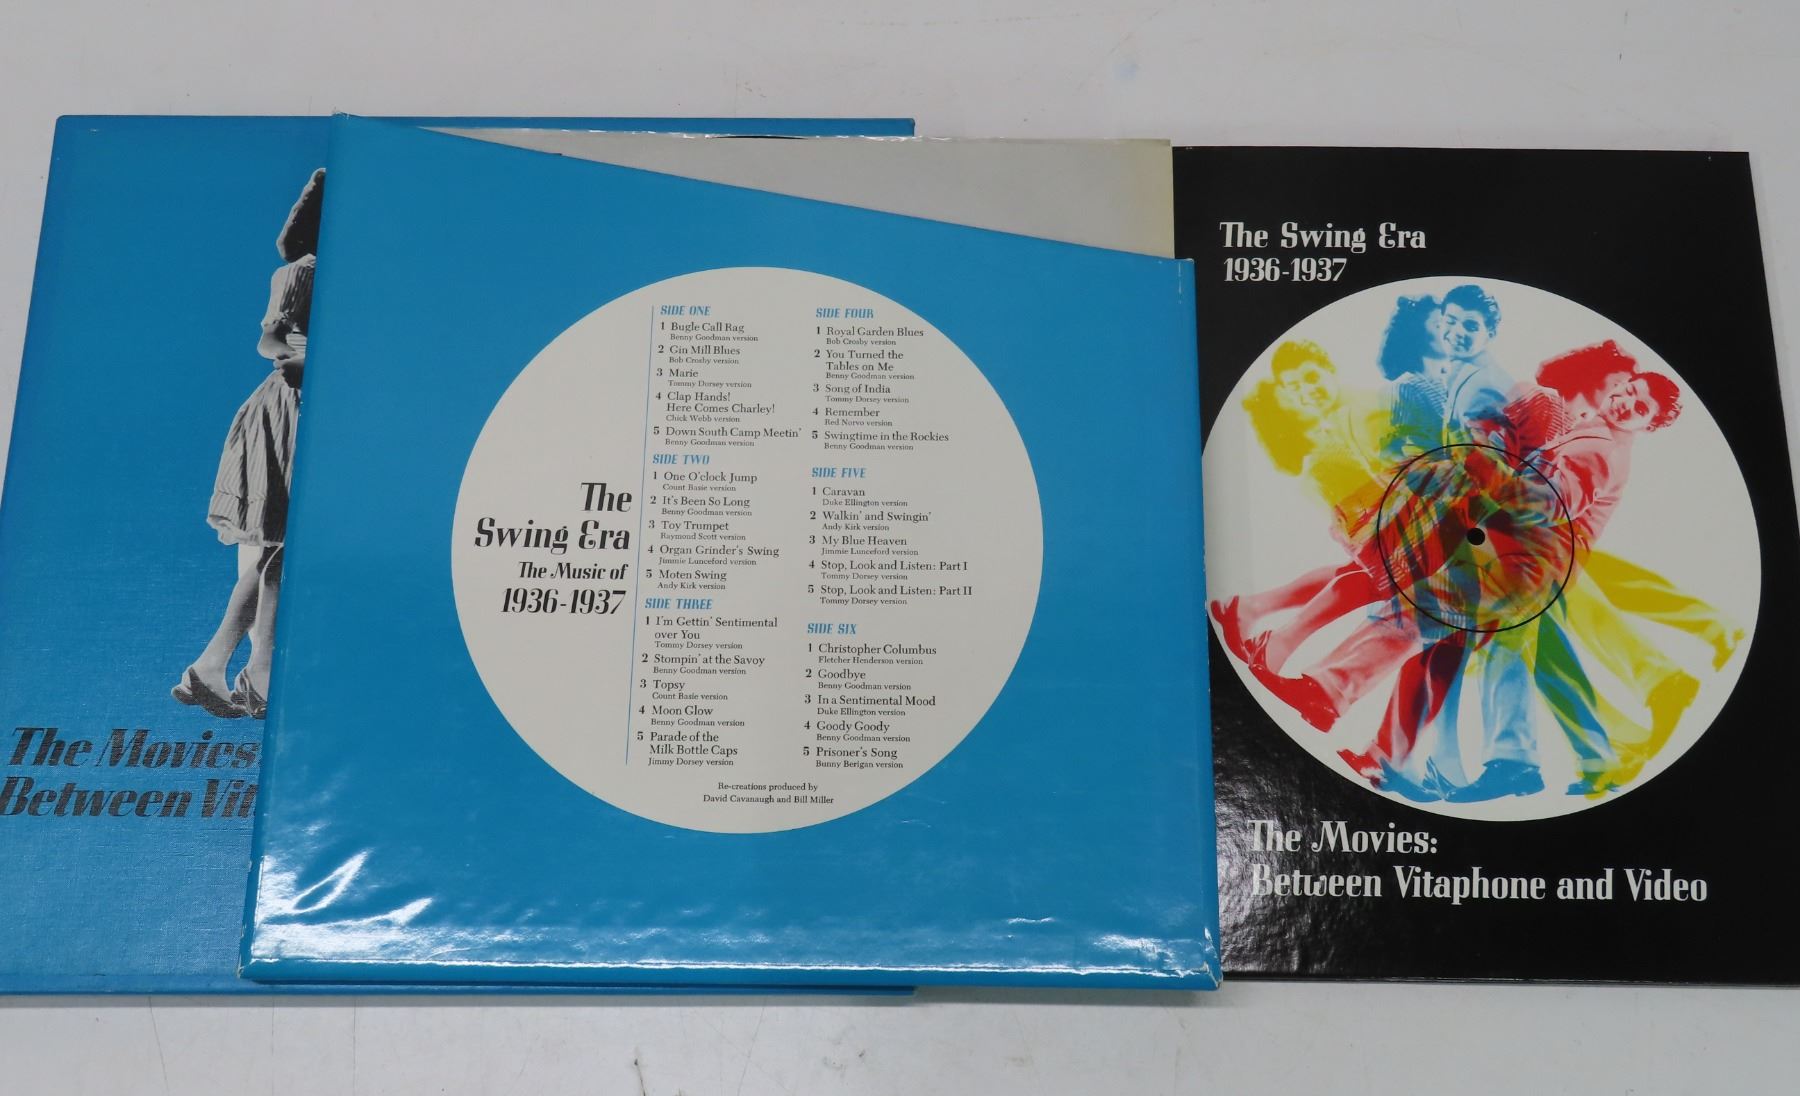 The Movies:
Between Vit
The
Swing Era
The Music of
1936-1937
SIDE ONE
1 Bugle Call Rag
Benny Goodman version
2 Gin Mill Blues
Bob Crosby version
3 Marie
Tommy Dorsey version
4 Clap Hands!
Here Comes Charley!
Chick Webb version
5 Down South Camp Meetin'
Benny Goodman version
SIDE TWO
1 One O'clock Jump
Count Basie version
2 It's Been So Long
Benny Goodman version
3 Toy Trumpet
Raymond Scott version
4 Organ Grinder's Swing
Jimmie Lunceford version
5 Moten Swing
Andy Kirk version
SIDE THREE
1 I'm Gettin' Sentimental
over You
Tommy Dorsey version
2 Stompin' at the Savoy
Benny Goodman version
3 Topsy
Count Basie version
4 Moon Glow
Benny Goodman version
5 Parade of the
Milk Bottle Caps
Jimmy Dorsey version
SIDE FOUR
1 Royal Garden Blues
Bob Crosby version
2 You Turned the
Tables on Me
Benny Goodman version
3 Song of India
Tommy Dorsey version
4 Remember
Red Norvo version
5 Swingtime in the Rockies
Benny Goodman version
SIDE FIVE
1 Caravan
Duke Ellington version
2 Walkin' and Swingin'
Andy Kirk version
3 My Blue Heaven
Jimmie Lunceford version
4 Stop, Look and Listen: Part I
Tommy Dorsey version
5 Stop, Look and Listen: Part II
Tommy Dorsey version
SIDE SIX
1 Christopher Columbus
Fletcher Henderson version
2 Goodbye
Benny Goodman version
3 In a Sentimental Mood
Duke Ellington version
4 Goody Goody
Benny Goodman version
5 Prisoner's Song
Bunny Berigan version
Re-creations produced by
David Cavanaugh and Bill Miller
The Swing Era
1936-1937
The Movies:
Between Vitaphone and Video